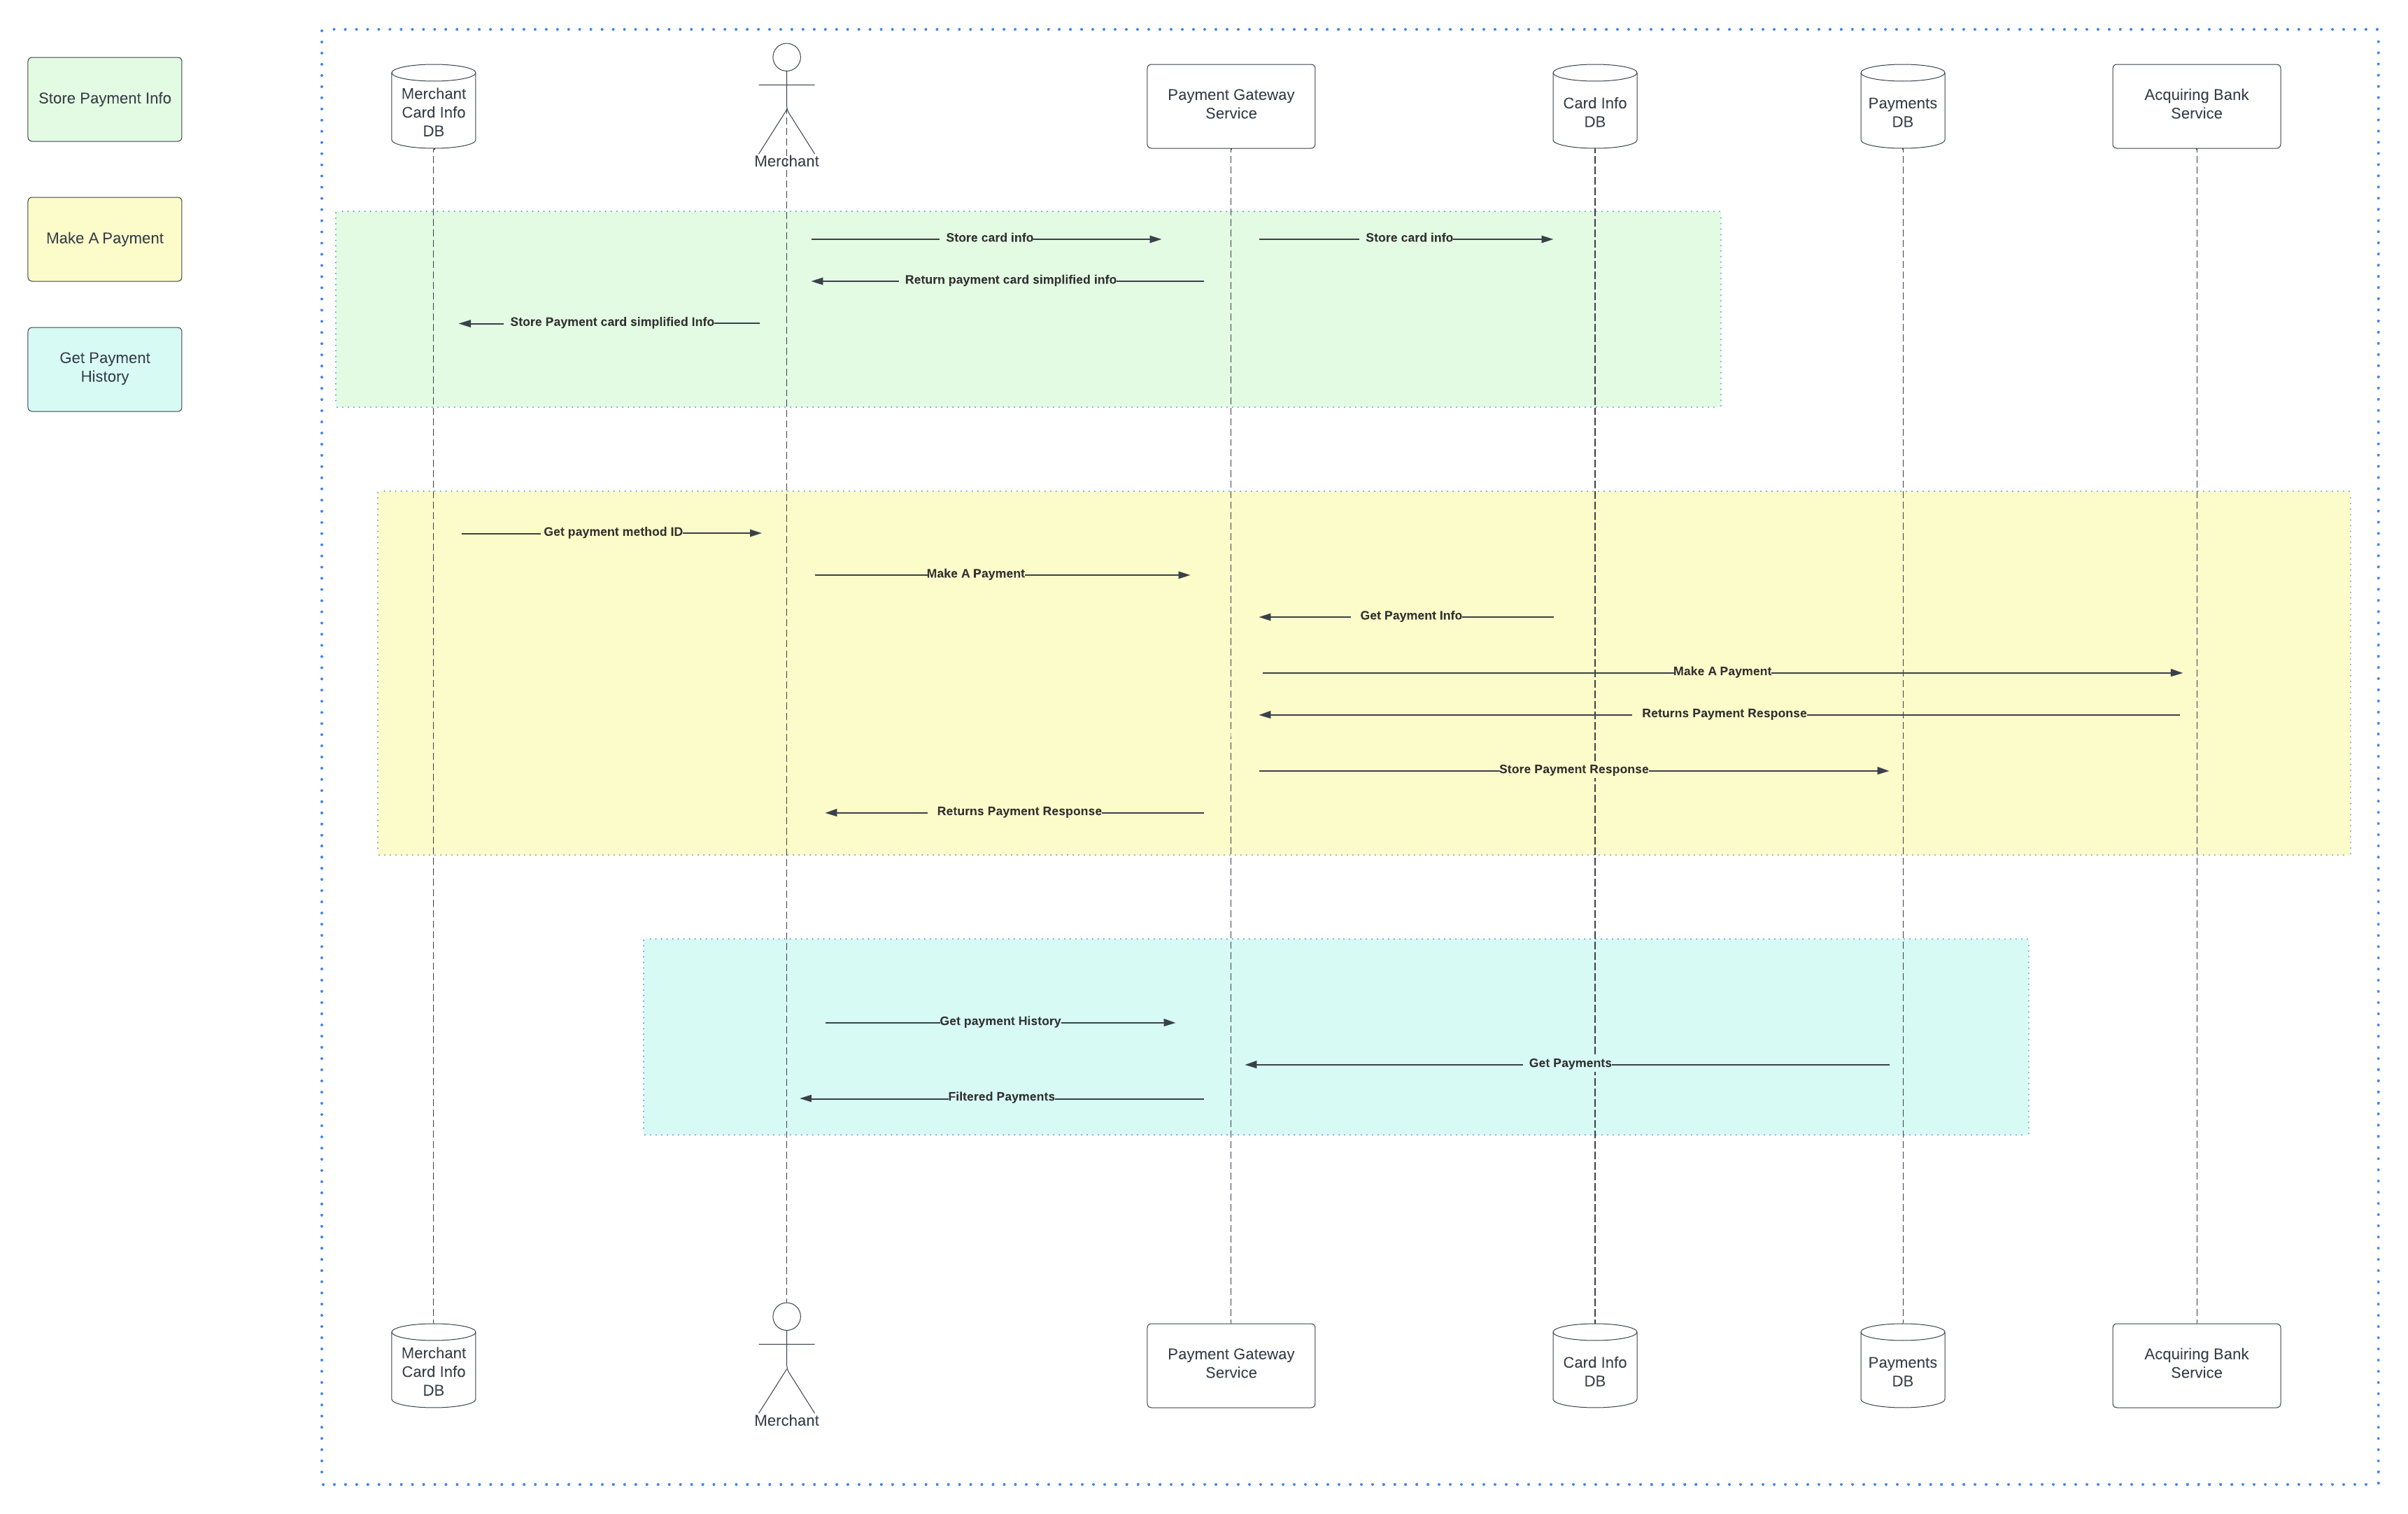 Store Payment Info
Make A Payment
Get Payment
History
Merchant
Card Info
DB
Merchant
Payment Gateway
Service
Card Info
DB
Payments
DB
Acquiring Bank
Service
Store card info
Store card info
Return payment card simplified info
Store Payment card simplified Info
Get payment method ID
Make A Payment
Get Payment Info
Make A Payment
Returns Payment Response
Store Payment Response
Returns Payment Response
Get payment History
Get Payments
Filtered Payments
Merchant
Card Info
DB
Merchant
Payment Gateway
Service
Card Info
DB
Payments
DB
Acquiring Bank
Service